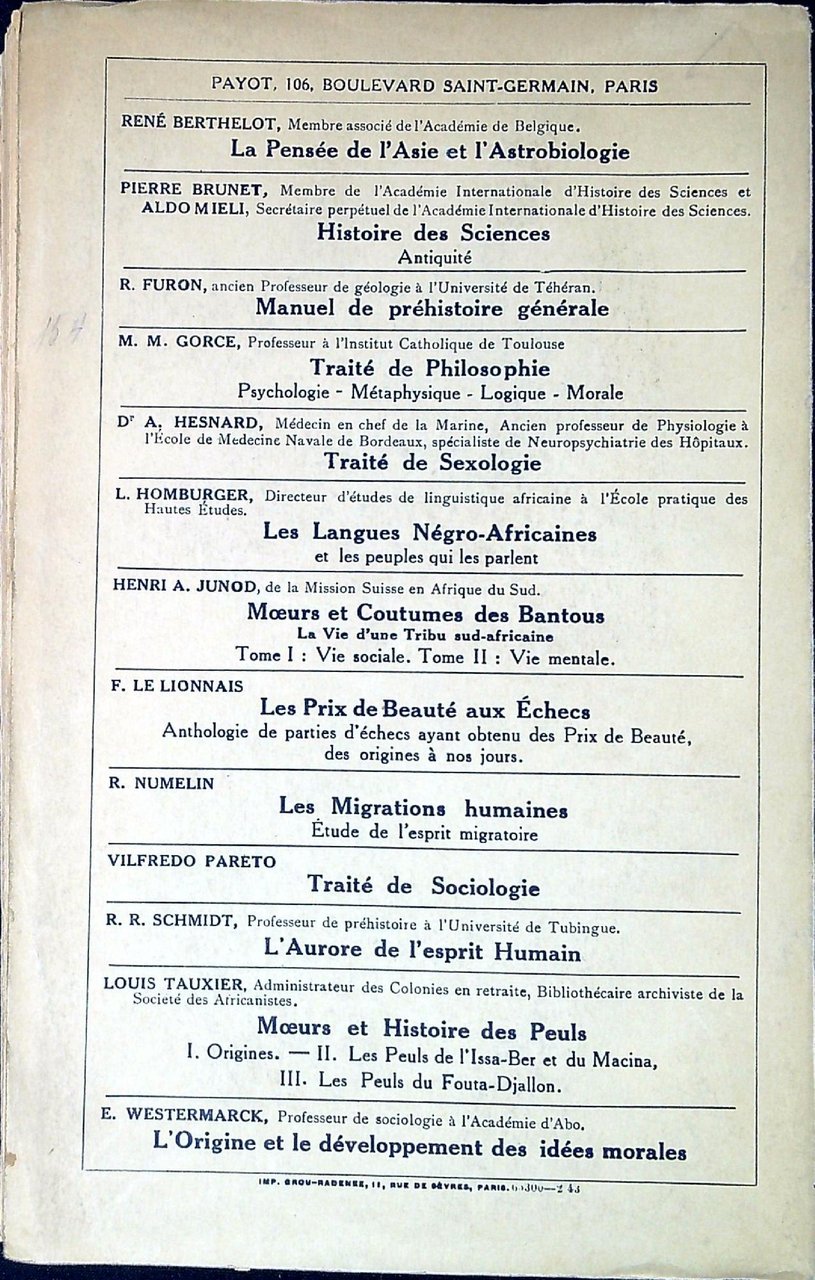 PAYOT, 106, BOULEVARD SAINT-GERMAIN, PARIS
RENÉ BERTHELOT, Membre associé de l'Académie de Belgique.
La Pensée de l'Asie et l'Astrobiologie
PIERRE BRUNET, Membre de l'Académie Internationale d'Histoire des Sciences et
ALDO MIELI, Secrétaire perpétuel de l'Académie Internationale d'Histoire des Sciences.
Histoire des Sciences
Antiquité
R. FURON, ancien Professeur de géologie à l'Université de Téhéran.
Manuel de préhistoire générale
M. M. GORCE, Professeur à l'Institut Catholique de Toulouse
Traité de Philosophie
Psychologie - Métaphysique - Logique - Morale
Dr A. HESNARD, Médecin en chef de la Marine, Ancien professeur de Physiologie à
l'École de Medecine Navale de Bordeaux, spécialiste de Neuropsychiatrie des Hôpitaux.
Traité de Sexologie
L. HOMBURGER, Directeur d'études de linguistique africaine à l'École pratique des
Hautes Études.
Les Langues Négro-Africaines
et les peuples qui les parlent
HENRI A. JUNOD, de la Mission Suisse en Afrique du Sud.
Mœurs et Coutumes des Bantous
La Vie d'une Tribu sud-africaine
Tome I : Vie sociale. Tome II : Vie mentale.
F. LE LIONNAIS
Les Prix de Beauté aux Échecs
Anthologie de parties d'échecs ayant obtenu des Prix de Beauté,
des origines à nos jours.
R. NUMELIN
Les Migrations humaines
Étude de l'esprit migratoire
VILFREDO PARETO
Traité de Sociologie
R. R. SCHMIDT, Professeur de préhistoire à l'Université de Tubingue.
L'Aurore de l'esprit Humain
LOUIS TAUXIER, Administrateur des Colonies en retraite, Bibliothécaire archiviste de la
Societé des Africanistes.
Mœurs et Histoire des Peuls
I. Origines. — II. Les Peuls de l'Issa-Ber et du Macina,
III. Les Peuls du Fouta-Djallon.
E. WESTERMARCK, Professeur de sociologie à l'Académie d'Abo.
L'Origine et le développement des idées morales
IMP. GROU-RADENEZ, 11, RUE DE SÈVRES, PARIS.